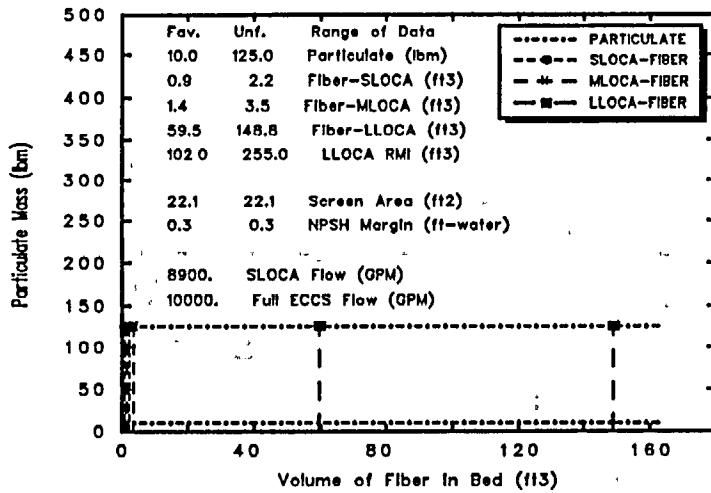 500
450
400
350
300
250
200
150
100
50
0
Particulate Mass (lbm)
Fav. Unf. Range of Data
10.0 125.0 Particulate (lbm)
0.9 2.2 Fiber-SLOCA (ft3)
1.4 3.5 Fiber-MLOCA (ft3)
59.5 148.8 Fiber-LLOCA (ft3)
102 0 255.0 LLOCA RMI (ft3)
22.1 22.1 Screen Area (ft2)
0.3 0.3 NPSH Margin (ft-water)
8900. SLOCA Flow (GPM)
10000. Full ECCS Flow (GPM)
PARTICULATE
SLOCA-FIBER
MLOCA-FIBER
LLOCA-FIBER
0 40 80 120 160
Volume of Fiber in Bed (ft3)